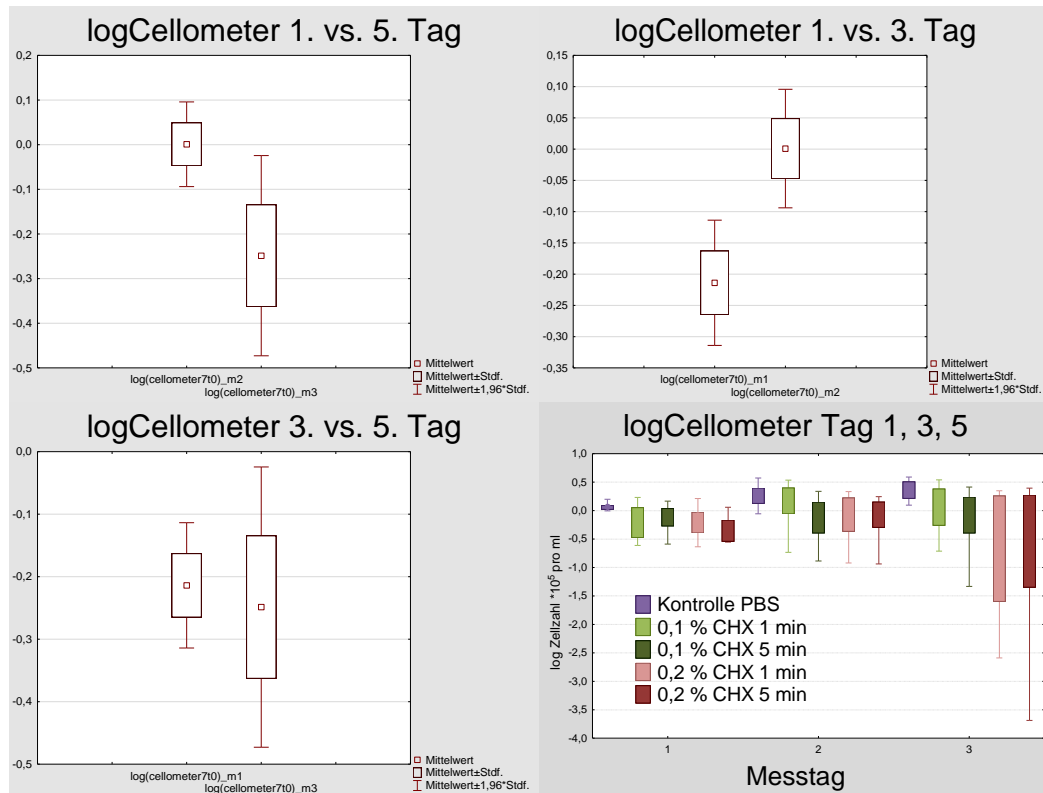 logCellometer 1. vs. 5. Tag
0,2
0,1
0,0
-0,1
-0,2
-0,3
-0,4
-0,5
log(cellometer7t0)_m2
log(cellometer7t0)_m3
Mittelwert
Mittelwert±Stdf.
Mittelwert±1,96*Stdf.
logCellometer 1. vs. 3. Tag
0,15
0,10
0,05
0,00
-0,05
-0,10
-0,15
-0,20
-0,25
-0,30
-0,35
log(cellometer7t0)_m1
log(cellometer7t0)_m2
Mittelwert
Mittelwert±Stdf.
Mittelwert±1,96*Stdf.
logCellometer 3. vs. 5. Tag
0,0
-0,1
-0,2
-0,3
-0,4
-0,5
log(cellometer7t0)_m1
log(cellometer7t0)_m3
Mittelwert
Mittelwert±Stdf.
Mittelwert±1,96*Stdf.
logCellometer Tag 1, 3, 5
log Zellzahl *10⁵ pro ml
1,0
0,5
0,0
-0,5
-1,0
-1,5
-2,0
-2,5
-3,0
-3,5
-4,0
Kontrolle PBS
0,1 % CHX 1 min
0,1 % CHX 5 min
0,2 % CHX 1 min
0,2 % CHX 5 min
1 2 3
Messtag